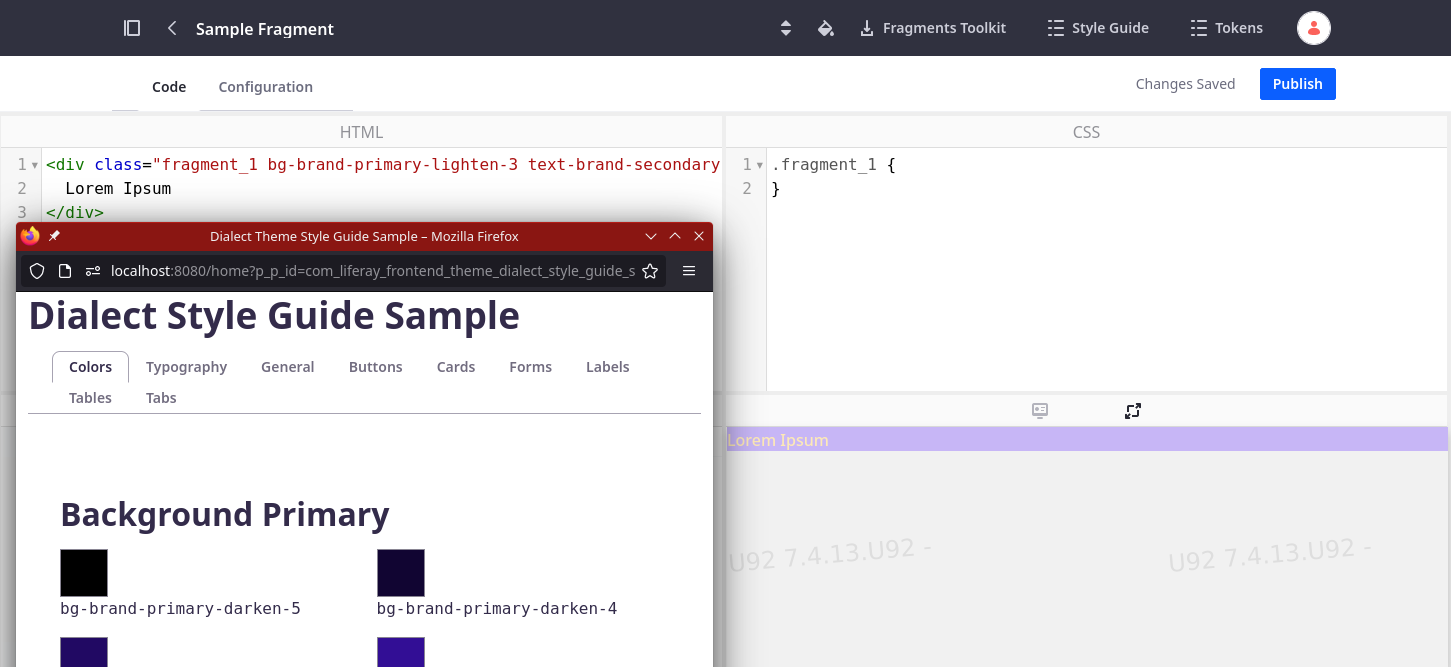 Sample Fragment
Fragments Toolkit
Style Guide
Tokens
Code
Configuration
Changes Saved
Publish
HTML
1 <div class="fragment_1 bg-brand-primary-lighten-3 text-brand-secondary
2 Lorem Ipsum
3 </div>
CSS
1 .fragment_1 {
2 }
Dialect Theme Style Guide Sample – Mozilla Firefox
localhost:8080/home?p_p_id=com_liferay_frontend_theme_dialect_style_guide_s
Dialect Style Guide Sample
Colors Typography General Buttons Cards Forms Labels
Tables Tabs
Background Primary
bg-brand-primary-darken-5
bg-brand-primary-darken-4
Lorem Ipsum
U92 7.4.13.U92 -
U92 7.4.13.U92 -